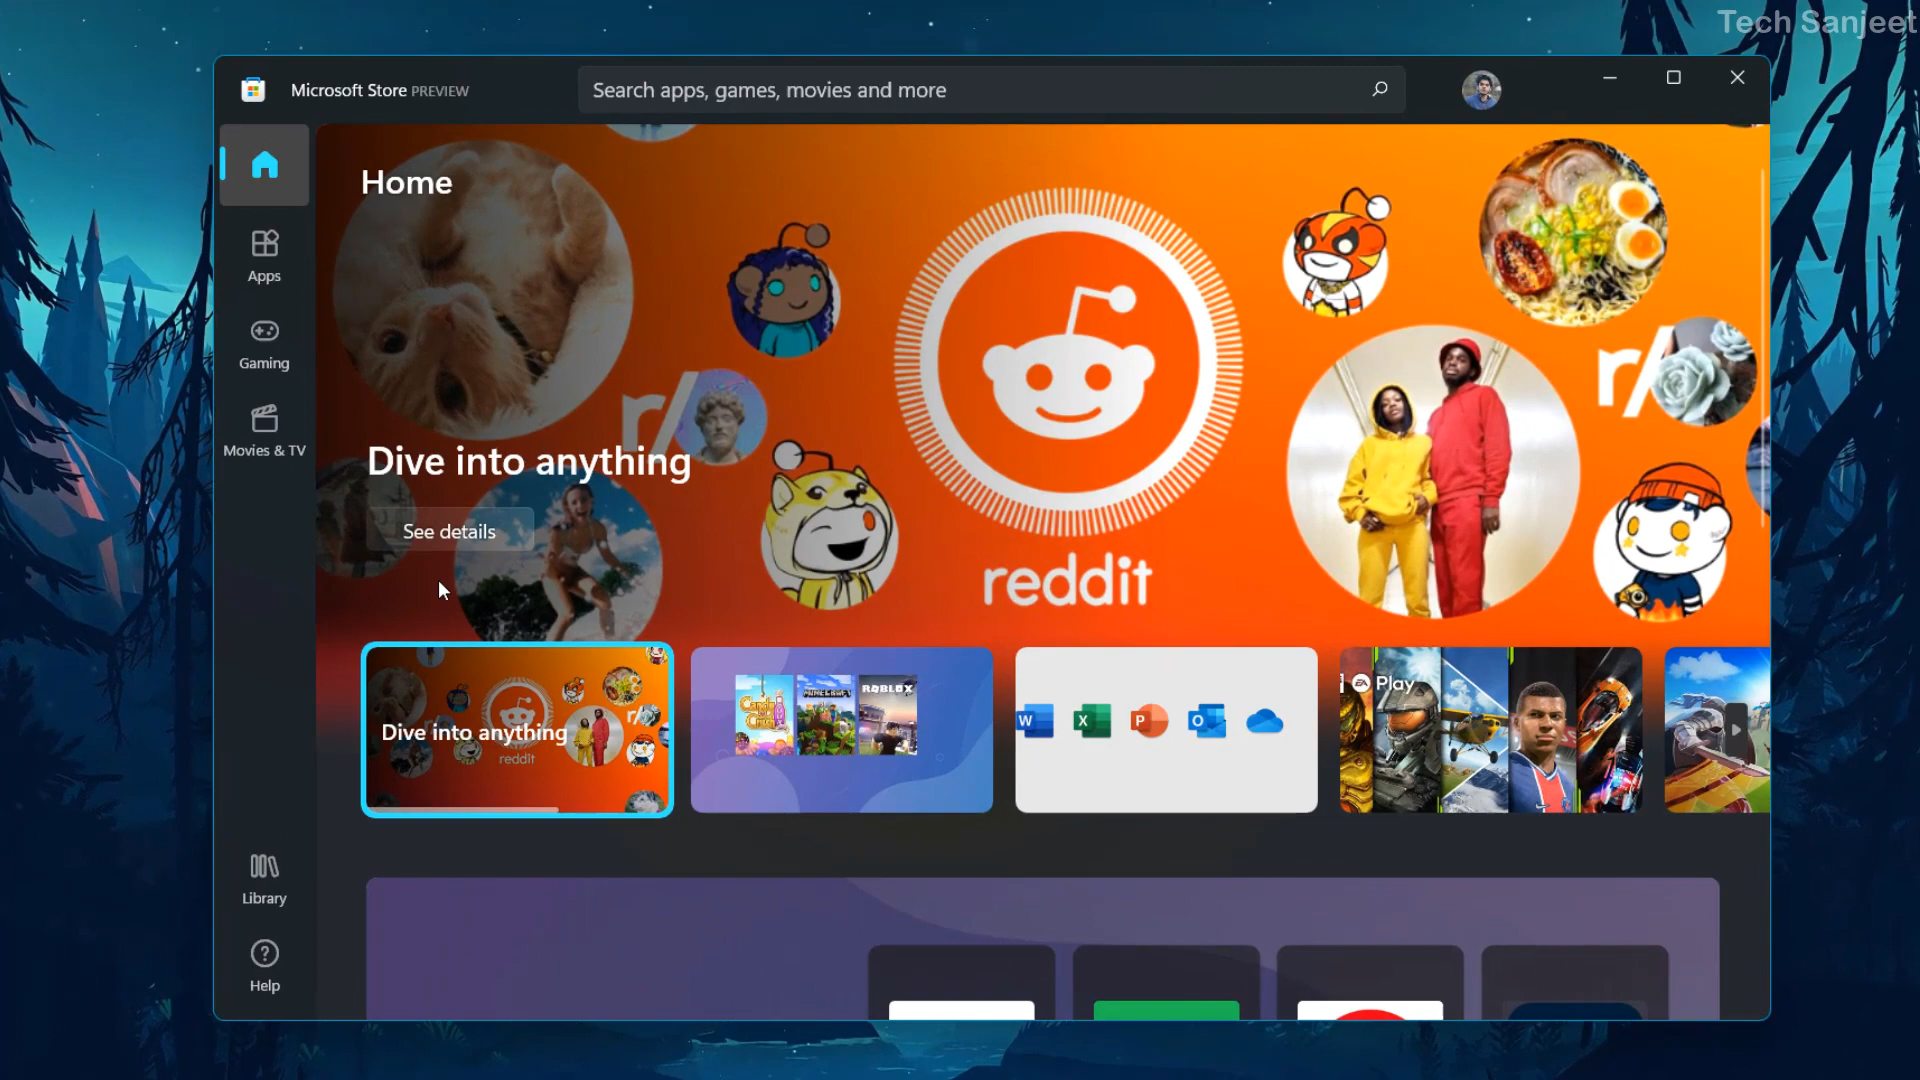 Tech Sanjeet
Microsoft Store PREVIEW
Search apps, games, movies and more
Home
Apps
Gaming
Movies & TV
r/
r/
Dive into anything
See details
reddit
Dive into anything
reddit
r/
Candy Crush
MINECRAFT
ROBLOX
W
X
P
O
EA Play
Library
Help